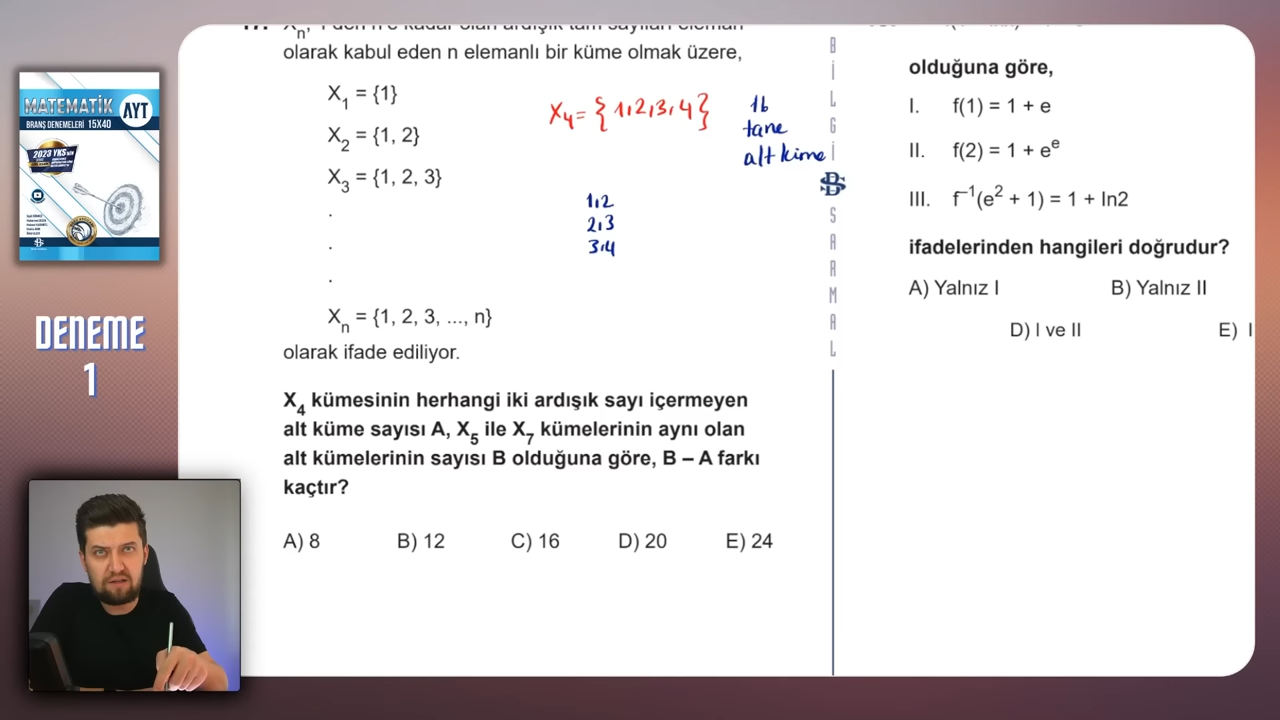 MATEMATİK
AYT
BRANŞ DENEMELERİ 15X40
2023 YKS'nin
DENEME
1
olarak kabul eden n elemanlı bir küme olmak üzere,
X₁ = {1}
X₂ = {1, 2}
X₃ = {1, 2, 3}
.
.
.
Xₙ = {1, 2, 3, ..., n}
olarak ifade ediliyor.
X₄ = {1,2,3,4}
16
tane
alt küme
1,2
2,3
3,4
X₄ kümesinin herhangi iki ardışık sayı içermeyen
alt küme sayısı A, X₅ ile X₇ kümelerinin aynı olan
alt kümelerinin sayısı B olduğuna göre, B – A farkı
kaçtır?
A) 8 B) 12 C) 16 D) 20 E) 24
BİLGİ SARMAL
olduğuna göre,
I. f(1) = 1 + e
II. f(2) = 1 + eᵉ
III. f⁻¹(e² + 1) = 1 + ln2
ifadelerinden hangileri doğrudur?
A) Yalnız I B) Yalnız II
D) I ve II E) I